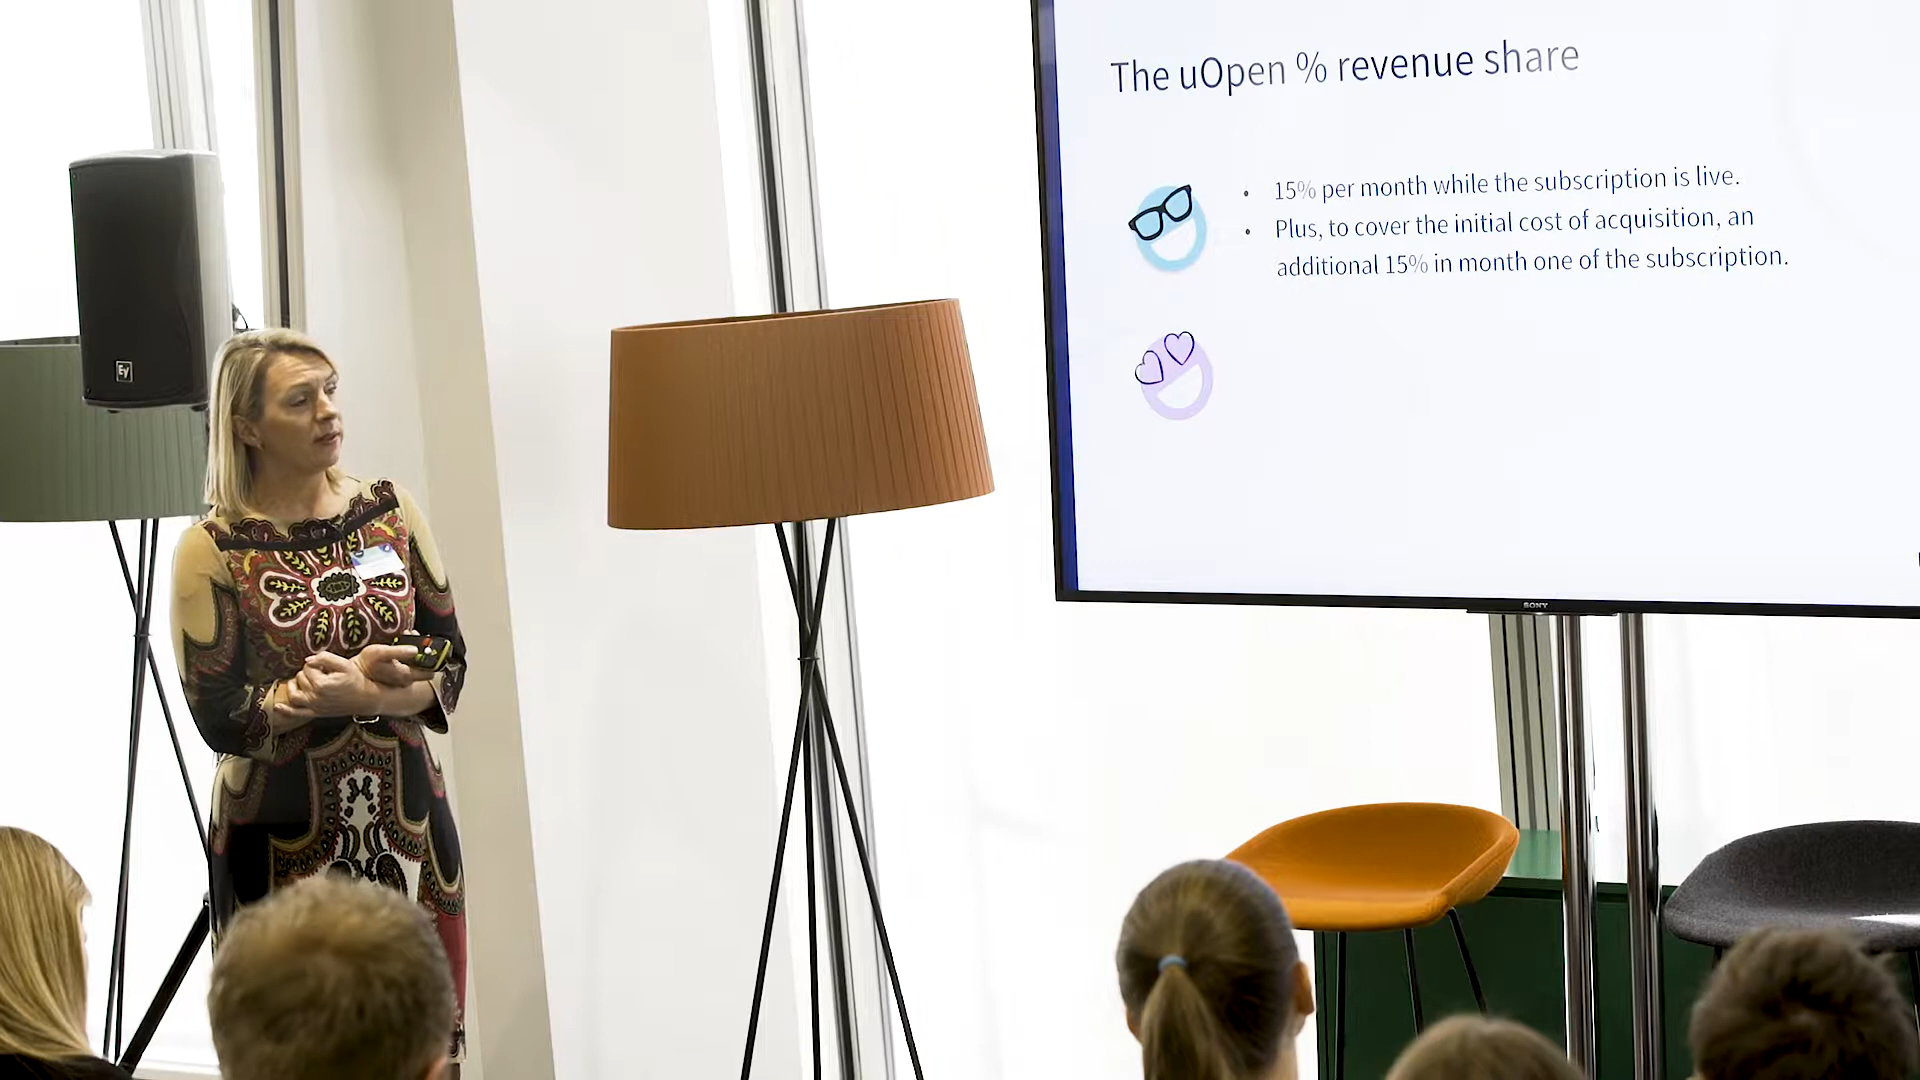 The uOpen % revenue share
• 15% per month while the subscription is live.
• Plus, to cover the initial cost of acquisition, an
additional 15% in month one of the subscription.
SONY
EV